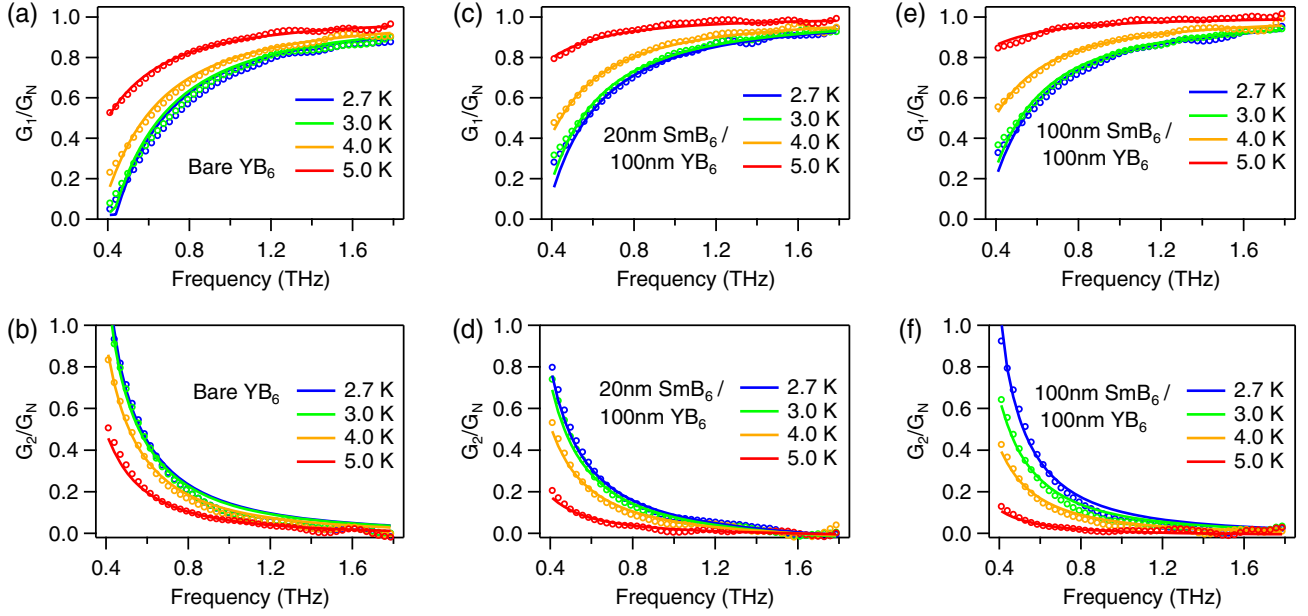 (a)
G₁/G_N
1.0
0.8
0.6
0.4
0.2
0.0
Bare YB₆
2.7 K
3.0 K
4.0 K
5.0 K
0.4 0.8 1.2 1.6
Frequency (THz)
(c)
G₁/G_N
1.0
0.8
0.6
0.4
0.2
0.0
20nm SmB₆ /
100nm YB₆
2.7 K
3.0 K
4.0 K
5.0 K
0.4 0.8 1.2 1.6
Frequency (THz)
(e)
G₁/G_N
1.0
0.8
0.6
0.4
0.2
0.0
100nm SmB₆ /
100nm YB₆
2.7 K
3.0 K
4.0 K
5.0 K
0.4 0.8 1.2 1.6
Frequency (THz)
(b)
G₂/G_N
1.0
0.8
0.6
0.4
0.2
0.0
Bare YB₆
2.7 K
3.0 K
4.0 K
5.0 K
0.4 0.8 1.2 1.6
Frequency (THz)
(d)
G₂/G_N
1.0
0.8
0.6
0.4
0.2
0.0
20nm SmB₆ /
100nm YB₆
2.7 K
3.0 K
4.0 K
5.0 K
0.4 0.8 1.2 1.6
Frequency (THz)
(f)
G₂/G_N
1.0
0.8
0.6
0.4
0.2
0.0
100nm SmB₆ /
100nm YB₆
2.7 K
3.0 K
4.0 K
5.0 K
0.4 0.8 1.2 1.6
Frequency (THz)